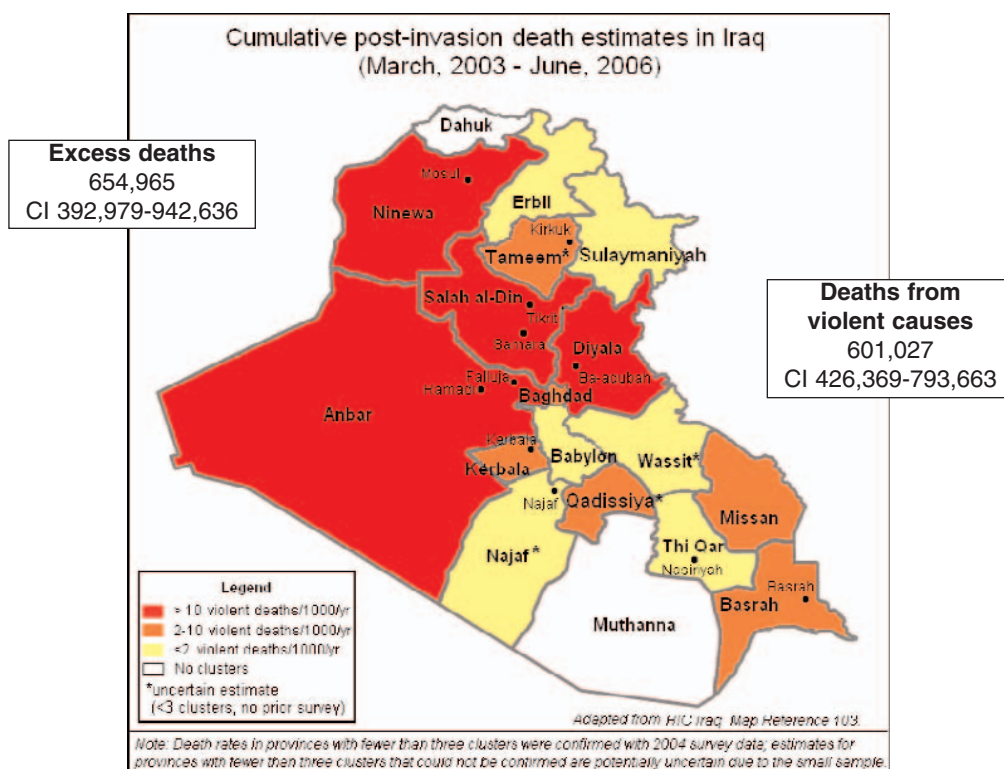 Cumulative post-invasion death estimates in Iraq
(March, 2003 - June, 2006)
Excess deaths
654,965
CI 392,979-942,636
Deaths from
violent causes
601,027
CI 426,369-793,663
Dahuk
Mosul
Ninewa
Erbil
Kirkuk
Tameem*
Sulaymaniyah
Salah al-Din
Tikrit
Samara
Diyala
Ba-acubah
Falluja
Ramadi
Baghdad
Anbar
Kerbala
Kerbala
Babylon
Wassit*
Najaf
Qadissiya*
Missan
Najaf *
Thi Qar
Nasiriyah
Basrah
Basrah
Muthanna
Legend
> 10 violent deaths/1000/yr
2-10 violent deaths/1000/yr
<2 violent deaths/1000/yr
No clusters
*uncertain estimate
(<3 clusters, no prior survey)
Adapted from HIC Iraq, Map Reference 103.
Note: Death rates in provinces with fewer than three clusters were confirmed with 2004 survey data; estimates for
provinces with fewer than three clusters that could not be confirmed are potentially uncertain due to the small sample.